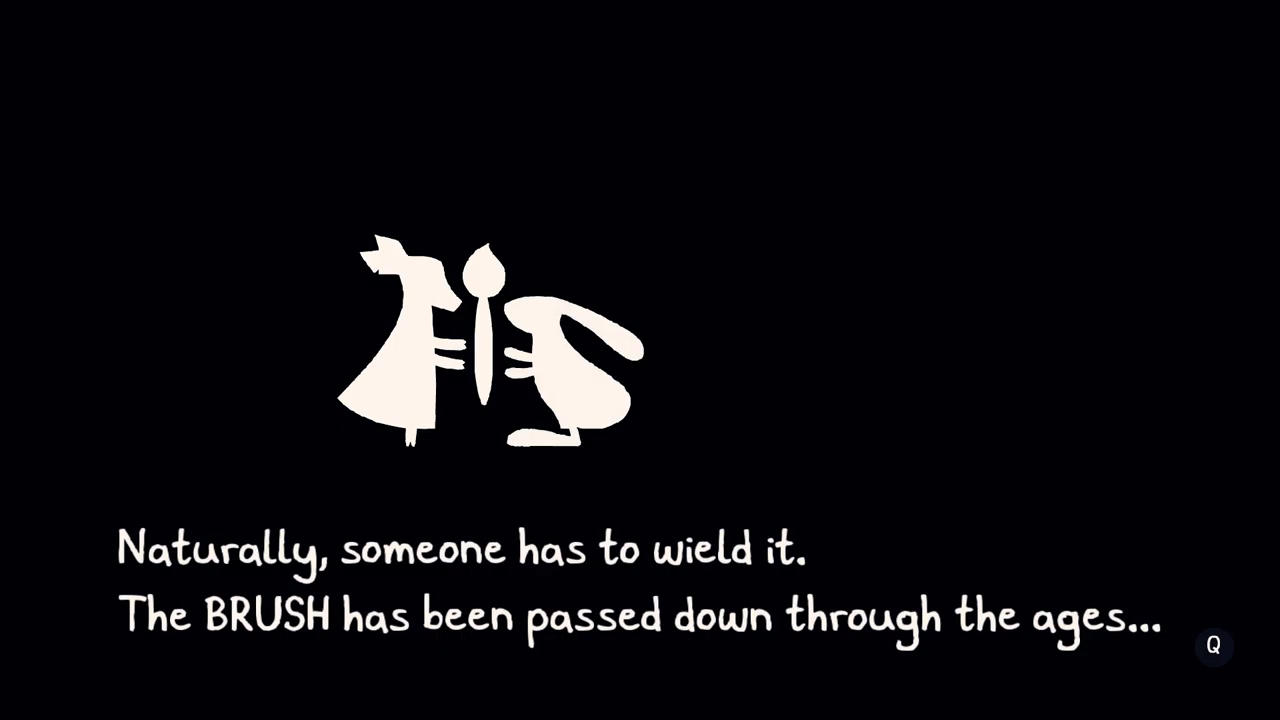 Naturally, someone has to wield it.
The BRUSH has been passed down through the ages...
Q